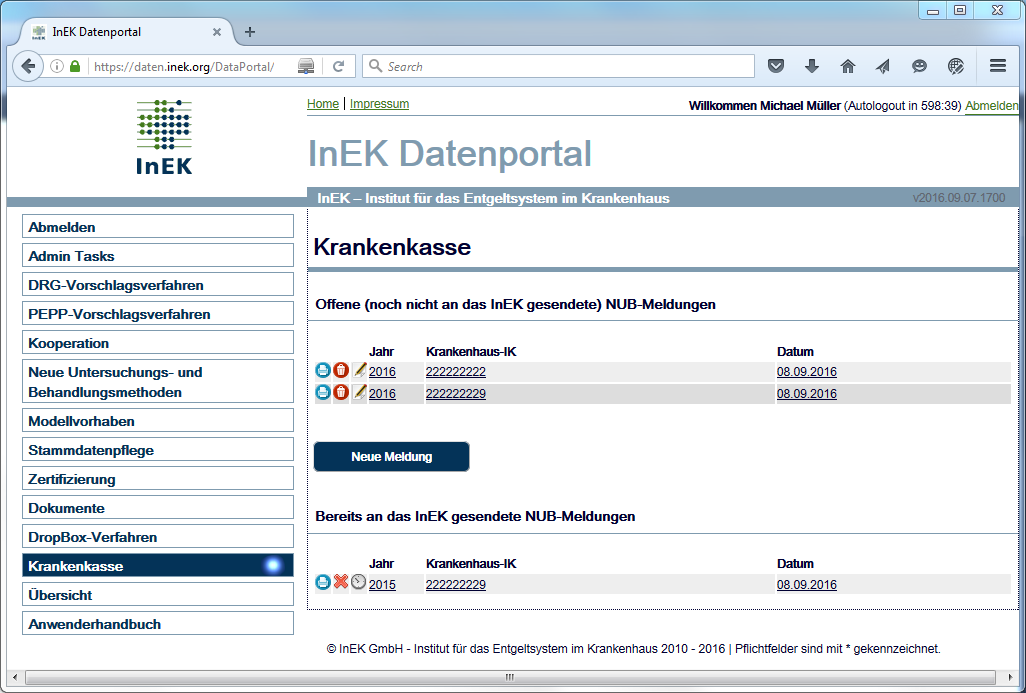 InEK Datenportal
https://daten.inek.org/DataPortal/
Search
InEK
Home | Impressum
Willkommen Michael Müller (Autologout in 598:39) Abmelden
InEK Datenportal
InEK – Institut für das Entgeltsystem im Krankenhaus
v2016.09.07.1700
Abmelden
Admin Tasks
DRG-Vorschlagsverfahren
PEPP-Vorschlagsverfahren
Kooperation
Neue Untersuchungs- und
Behandlungsmethoden
Modellvorhaben
Stammdatenpflege
Zertifizierung
Dokumente
DropBox-Verfahren
Krankenkasse
Übersicht
Anwenderhandbuch
Krankenkasse
Offene (noch nicht an das InEK gesendete) NUB-Meldungen
Jahr Krankenhaus-IK Datum
2016 222222222 08.09.2016
2016 222222229 08.09.2016
Neue Meldung
Bereits an das InEK gesendete NUB-Meldungen
Jahr Krankenhaus-IK Datum
2015 222222229 08.09.2016
© InEK GmbH - Institut für das Entgeltsystem im Krankenhaus 2010 - 2016 | Pflichtfelder sind mit * gekennzeichnet.